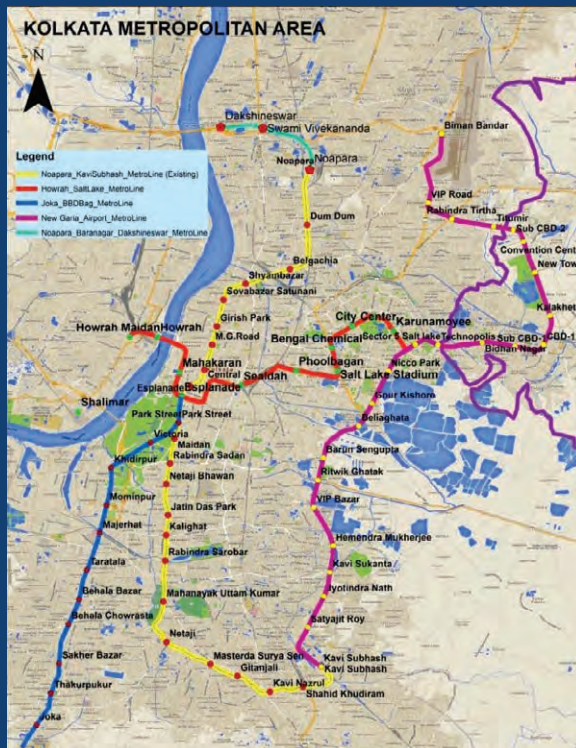 KOLKATA METROPOLITAN AREA
N
Dakshineswar
Swami Vivekananda
Biman Bandar
Legend
Noapara_KaviSubhash_MetroLine (Existing)
Howrah_SaltLake_MetroLine
Joka_BBDBag_MetroLine
New Garia_Airport_MetroLine
Noapara_Baranagar_Dakshineswar_MetroLine
Noapara
Noapara
VIP Road
Rabindra Tirtha
Titumir
Sub CBD-2
Dum Dum
Convention Cent
New Tow
Belgachia
Shyambazar
Sovabazar Satunani
Kalakhet
Girish Park
City Center
Karunamoyee
Howrah Maidan
Howrah
M.G.Road
Bengal Chemical
Sector 5
Salt lake
Technopolis
Sub CBD-1
CBD-1
Bidhan Nagar
Mahakaran
Central
Sealdah
Phoolbagan
Nicco Park
Salt Lake Stadium
Esplanade
Esplanade
Shalimar
Gour Kishore
Park Street
Park Street
Beliaghata
Victoria
Maidan
Rabindra Sadan
Barun Sengupta
Khidirpur
Netaji Bhawan
Ritwik Ghatak
Mominpur
Jatin Das Park
VIP Bazar
Majerhat
Kalighat
Hemendra Mukherjee
Rabindra Sarobar
Kavi Sukanta
Taratala
Jyotindra Nath
Behala Bazar
Mahanayak Uttam Kumar
Behala Chowrasta
Satyajit Roy
Netaji
Sakher Bazar
Masterda Surya Sen
Kavi Subhash
Gitanjali
Kavi Subhash
Thakurpukur
Kavi Nazrul
Shahid Khudiram
Joka